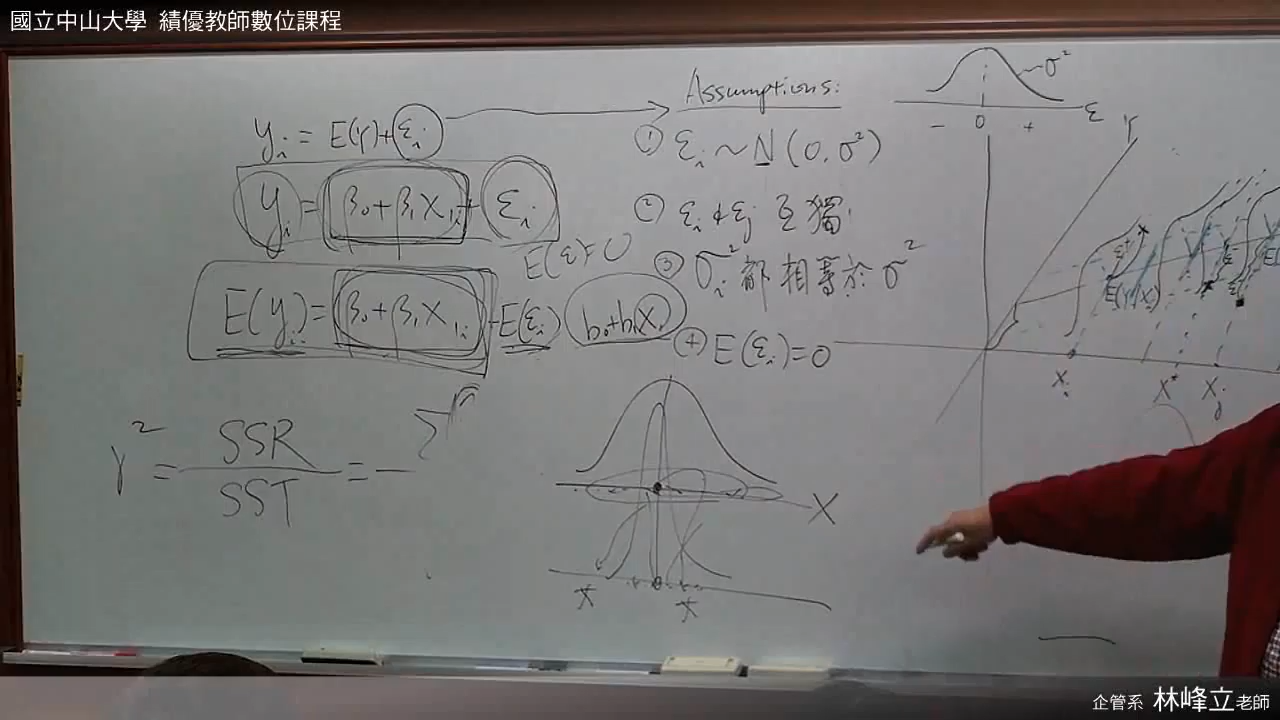 國立中山大學 績優教師數位課程
yᵢ = E(Y)+εᵢ
yᵢ = β₀+β₁X₁ᵢ + εᵢ
E(ε)=0
E(yᵢ)= β₀+β₁X₁ᵢ + E(εᵢ)
b₀+b₁Xᵢ
r² = SSR/SST =
Σ
Assumptions:
① εᵢ ~ N (0, σ²)
② εᵢ & εⱼ 互獨
③ σᵢ² 都相等於 σ²
④ E(εᵢ)=0
X
x̄
x̄
σ²
− 0 + ε
Y
E(Y|X)
Xᵢ X* Xⱼ
企管系 林峰立老師